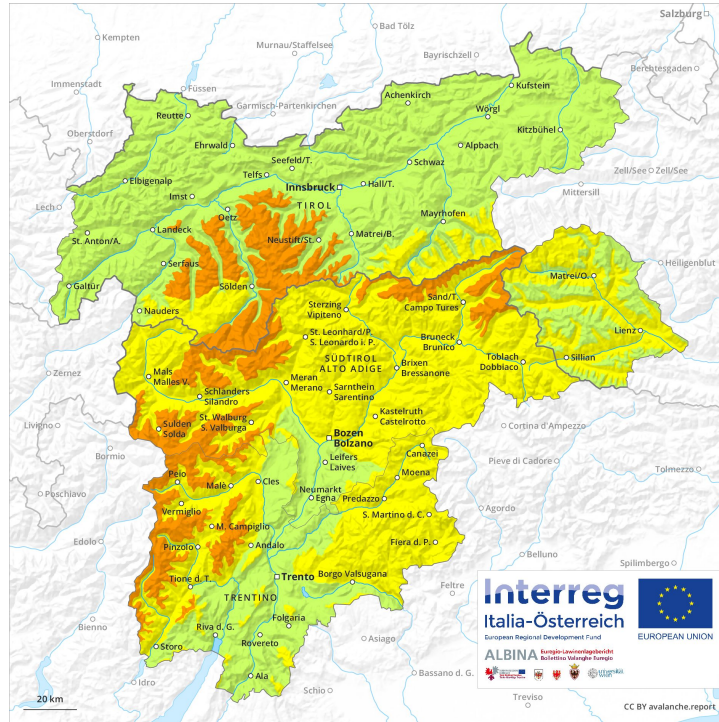 Salzburg
Bad Tölz
Kempten
Murnau/Staffelsee
Bayrischzell
Berchtesgaden
Immenstadt
Füssen
Garmisch-Partenkirchen
Kufstein
Achenkirch
Reutte
Wörgl
Oberstdorf
Ehrwald
Kitzbühel
Seefeld/T.
Alpbach
Schwaz
Telfs
Zell/See
Zell/See
Elbigenalp
Innsbruck
Hall/T.
Mittersill
Imst
TIROL
Lech
Oetz
Mayrhofen
St. Anton/A.
Landeck
Neustift/St.
Matrei/B.
Serfaus
Heiligenblut
Matrei/O.
Galtür
Sölden
Sand/T.
Campo Tures
Nauders
Sterzing
Vipiteno
Lienz
St. Leonhard/P.
S. Leonardo i. P.
Bruneck
Brunico
Toblach
Dobbiaco
Sillian
SÜDTIROL
ALTO ADIGE
Brixen
Bressanone
Zernez
Mals
Malles V.
Meran
Merano
Schlanders
Silandro
Sarnthein
Sarentino
Kastelruth
Castelrotto
St. Walburg
S. Valburga
Cortina d'Ampezzo
Livigno
Sulden
Solda
Bozen
Bolzano
Canazei
Bormio
Leifers
Laives
Pieve di Cadore
Tolmezzo
Moena
Peio
Malè
Cles
Neumarkt
Egna
Predazzo
Poschiavo
Agordo
Vermiglio
S. Martino d. C.
M. Campiglio
Edolo
Pinzolo
Andalo
Fiera d. P.
Belluno
Spilimbergo
Trento
Borgo Valsugana
Tione d. T.
Feltre
TRENTINO
Bienno
Folgaria
Riva d. G.
Rovereto
Asiago
Storo
Idro
Ala
Schio
Bassano d. G.
Treviso
20 km
Interreg
Italia-Österreich
European Regional Development Fund
EUROPEAN UNION
ALBINA
Euregio-Lawinenlagebericht
Bollettino Valanghe Euregio
universität
wien
CC BY avalanche.report